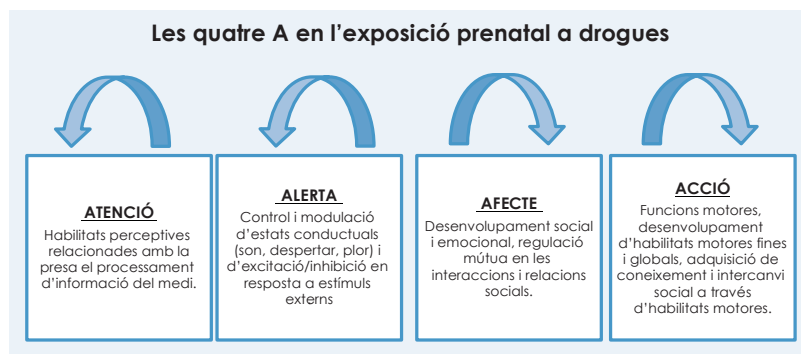 Les quatre A en l'exposició prenatal a drogues
ATENCIÓ
Habilitats perceptives
relacionades amb la
presa el processament
d'informació del medi.
ALERTA
Control i modulació
d'estats conductuals
(son, despertar, plor) i
d'excitació/inhibició en
resposta a estímuls
externs
AFECTE
Desenvolupament social
i emocional, regulació
mútua en les
interaccions i relacions
socials.
ACCIÓ
Funcions motores,
desenvolupament
d'habilitats motores fines
i globals, adquisició de
coneixement i intercanvi
social a través
d'habilitats motores.